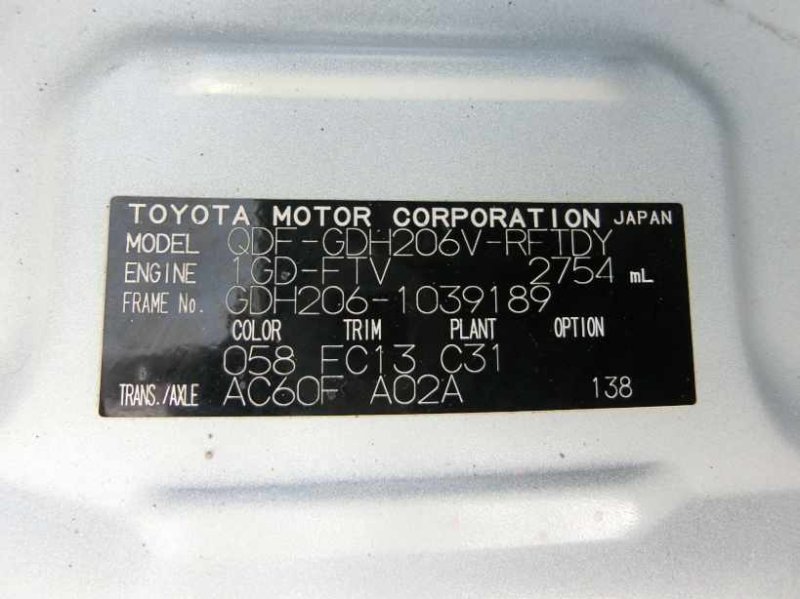 TOYOTA MOTOR CORPORATION JAPAN
MODEL QDF-GDH206V-RFTDY
ENGINE 1GD-FTV 2754 mL
FRAME No. GDH206-1039189
COLOR TRIM PLANT OPTION
058 FC13 C31
TRANS./AXLE AC60F A02A 138